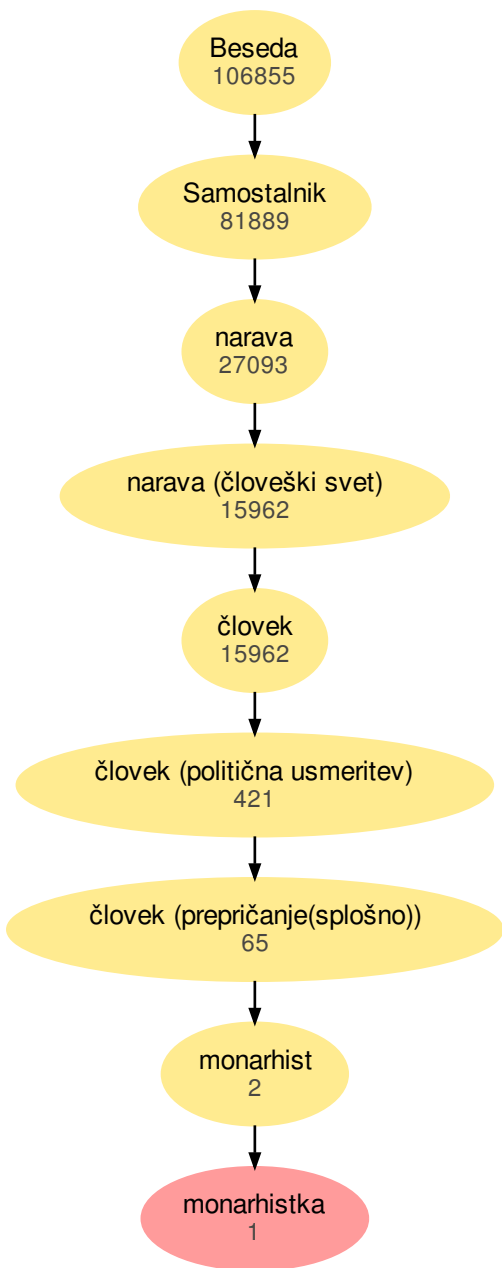 Beseda
106855
Samostalnik
81889
narava
27093
narava (človeški svet)
15962
človek
15962
človek (politična usmeritev)
421
človek (prepričanje(splošno))
65
monarhist
2
monarhistka
1